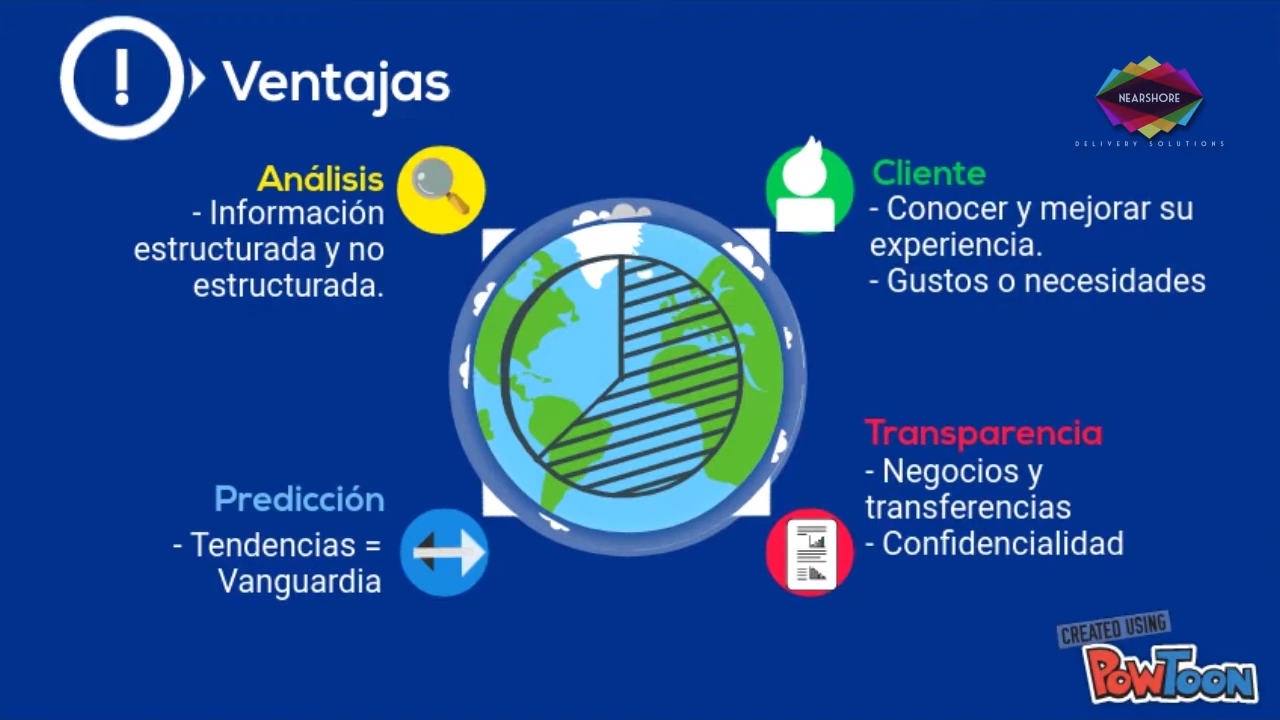 !
Ventajas
NEARSHORE
DELIVERY SOLUTIONS
Análisis
- Información
estructurada y no
estructurada.
Cliente
- Conocer y mejorar su
experiencia.
- Gustos o necesidades
Predicción
- Tendencias =
Vanguardia
Transparencia
- Negocios y
transferencias
- Confidencialidad
CREATED USING
POWTOON